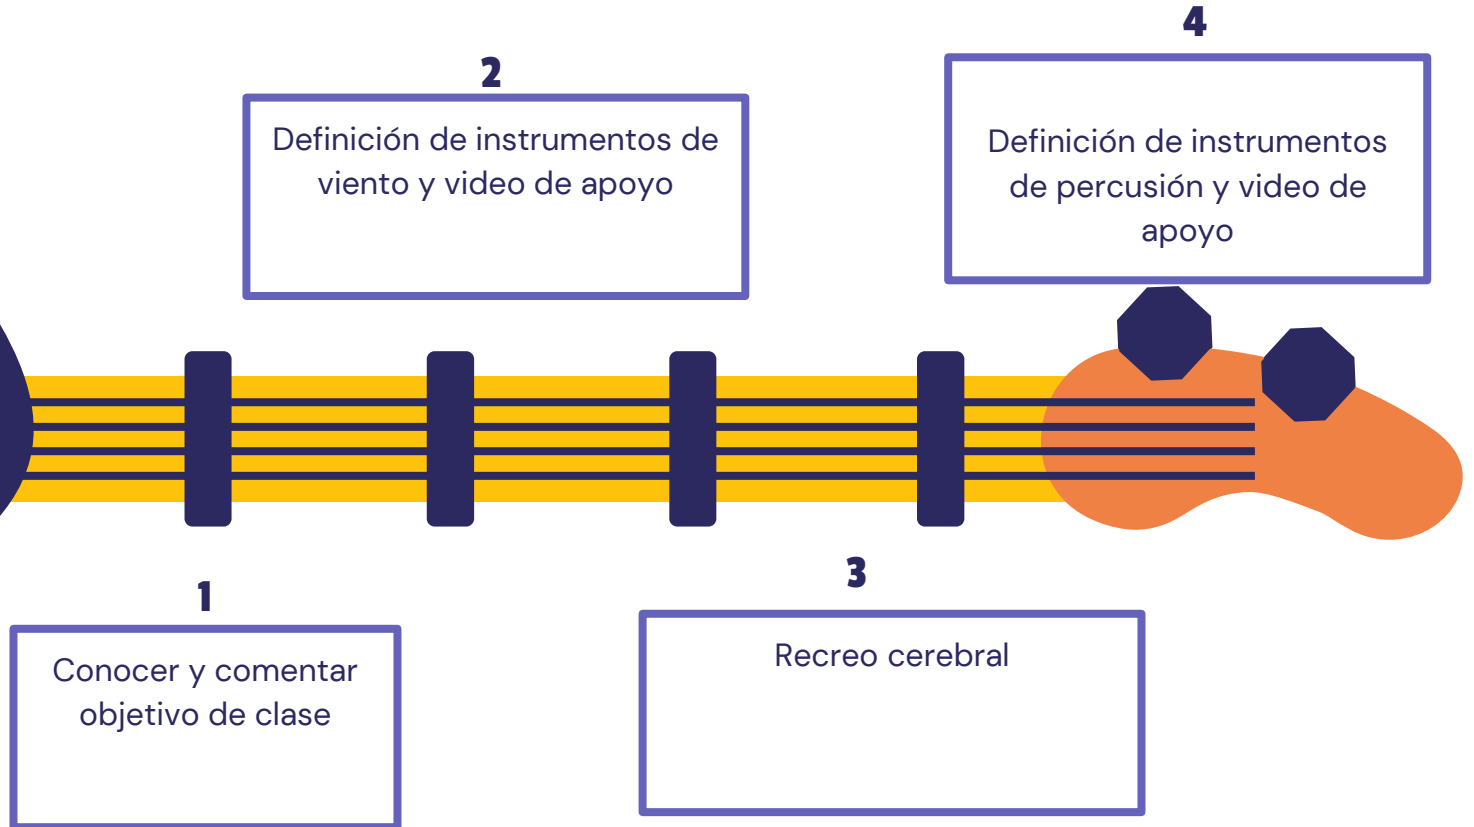 1
Conocer y comentar
objetivo de clase
2
Definición de instrumentos de
viento y video de apoyo
3
Recreo cerebral
4
Definición de instrumentos
de percusión y video de
apoyo